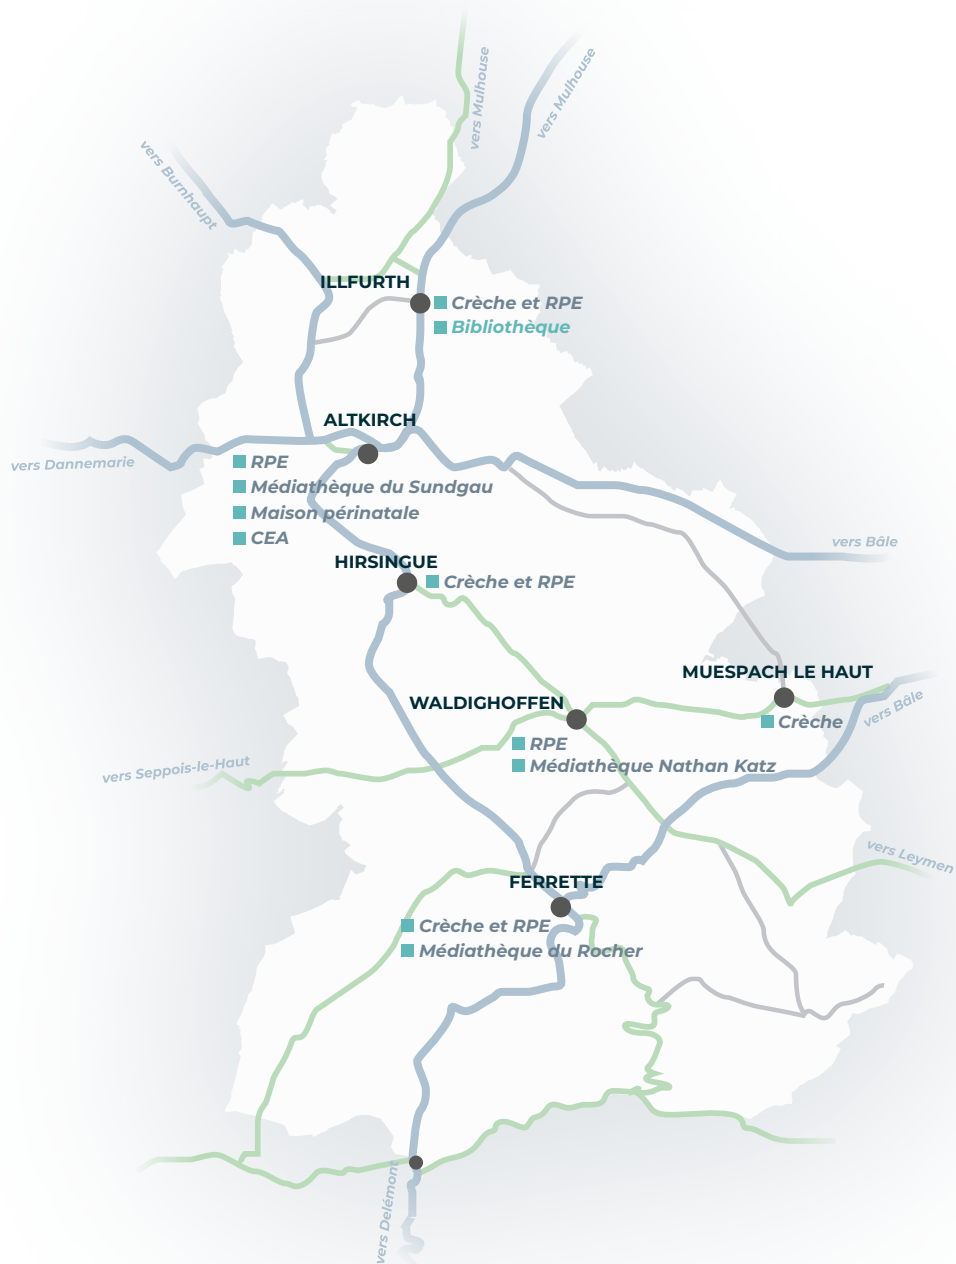 vers Mulhouse
vers Mulhouse
vers Burnhaupt
ILLFURTH
Crèche et RPE
Bibliothèque
ALTKIRCH
vers Dannemarie
RPE
Médiathèque du Sundgau
Maison périnatale
CEA
vers Bâle
HIRSINGUE
Crèche et RPE
MUESPACH LE HAUT
WALDIGHOFFEN
vers Bâle
Crèche
RPE
Médiathèque Nathan Katz
vers Seppois-le-Haut
vers Leymen
FERRETTE
Crèche et RPE
Médiathèque du Rocher
vers Delémont